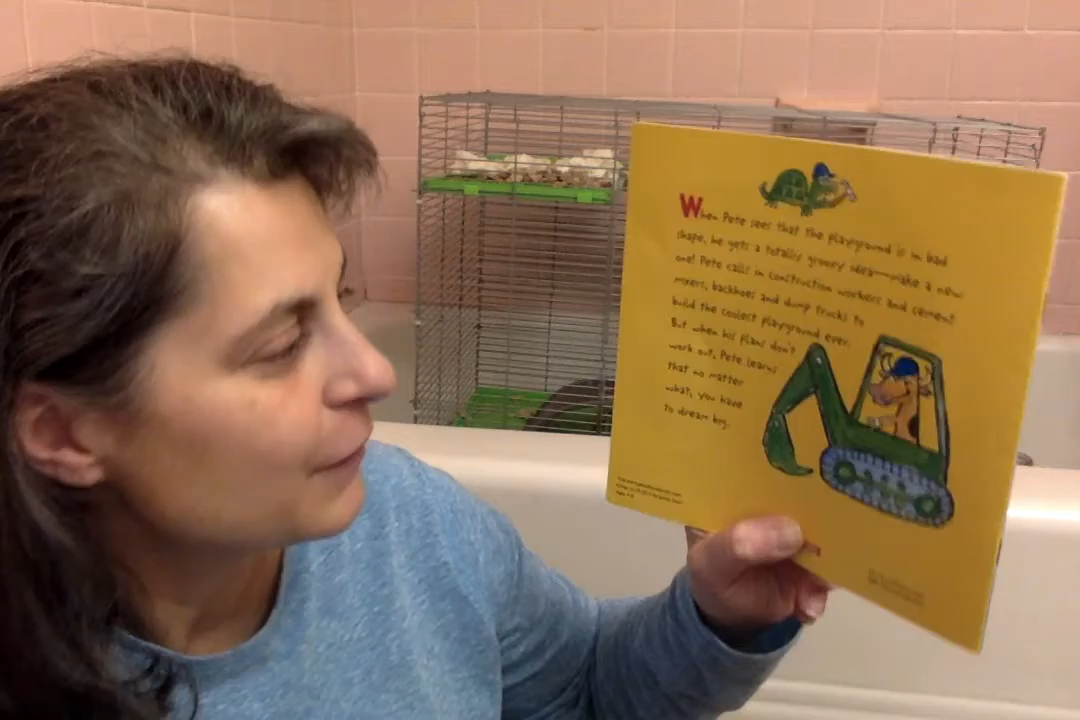 When Pete sees that the playground is in bad
shape, he gets a totally groovy idea—make a new
one! Pete calls in construction workers and cement
mixers, backhoes and dump trucks to
build the coolest playground ever.
But when his plans don't
work out, Pete learns
that no matter
what, you have
to dream big.